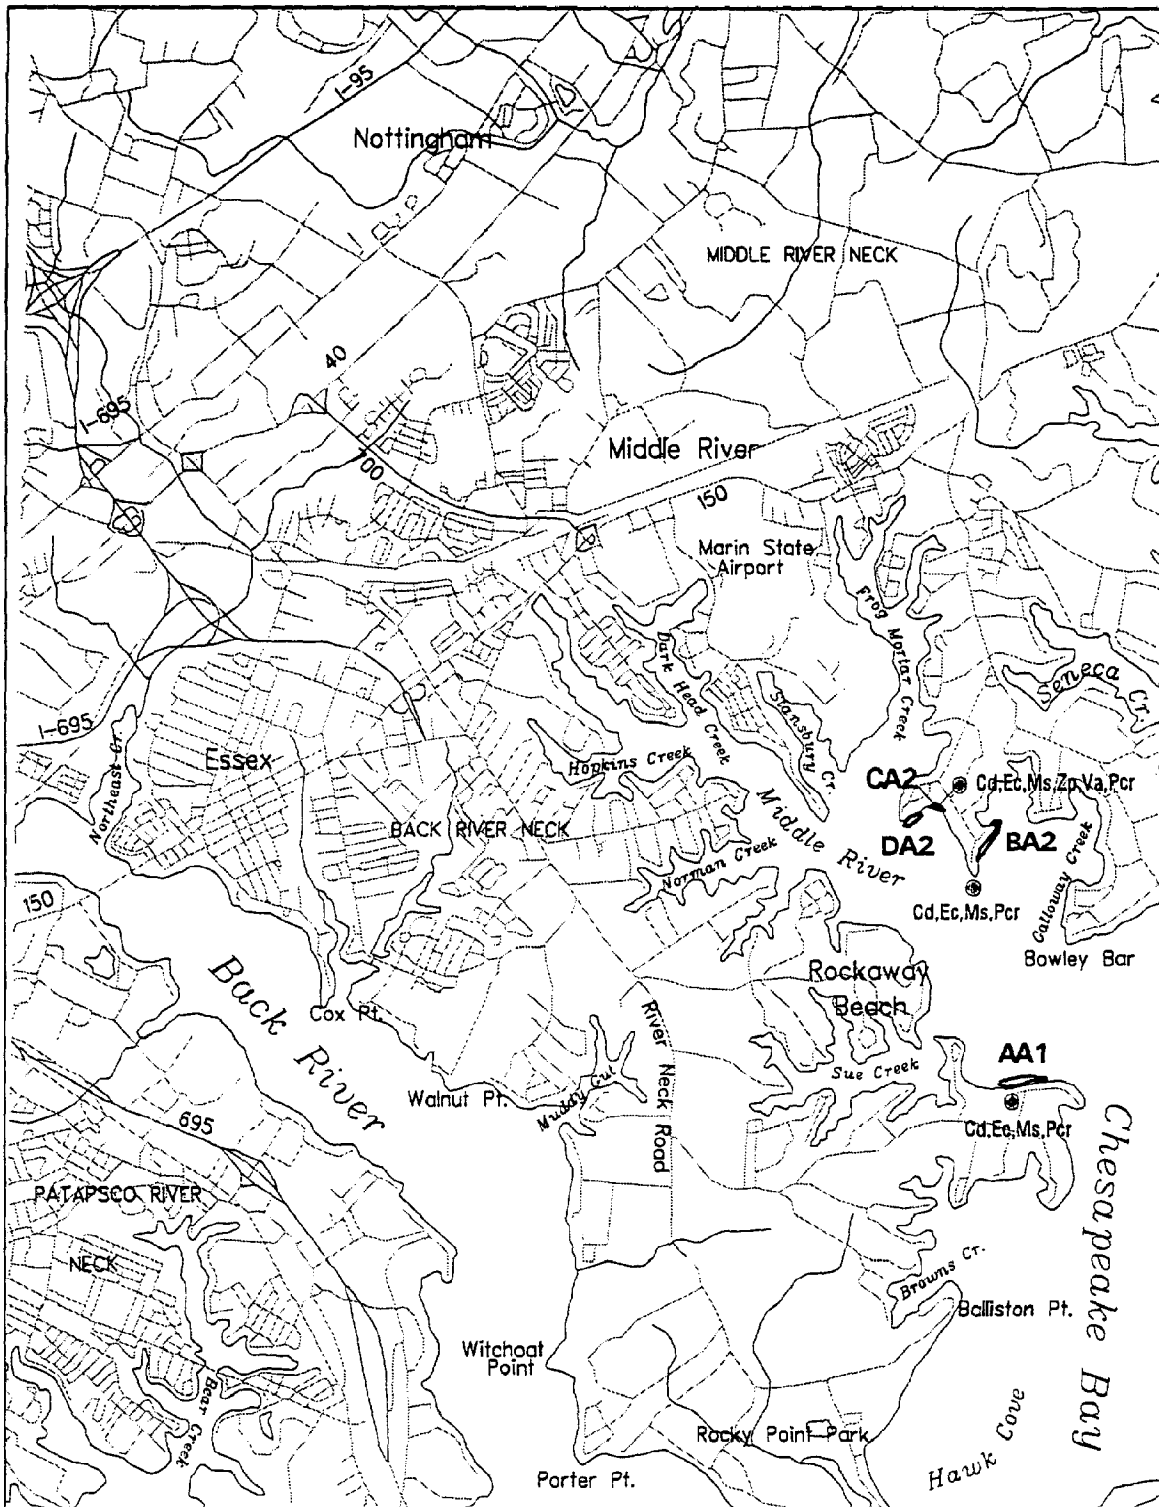 I-95
Nottingham
MIDDLE RIVER NECK
40
I-695
Middle River
700
150
Marin State
Airport
Frog Mortar Creek
Dark Head Creek
Seneca Cr.
Stansbury Cr.
I-695
Northeast Cr.
Essex
Hopkins Creek
CA2
Cd,Ec,Ms,Zp,Va,Pcr
Middle River
BACK RIVER NECK
DA2
BA2
Norman Creek
Galloway Creek
150
Cd,Ec,Ms,Pcr
Back River
Rockaway
Beach
Bowley Bar
Cox Pt.
River Neck Road
AA1
Sue Creek
Walnut Pt.
Muddy Gut
695
Cd,Ec,Ms,Pcr
Chesapeake Bay
PATAPSCO RIVER
NECK
Browns Cr.
Balliston Pt.
Witchoat
Point
Bear Creek
Rocky Point Park
Hawk Cove
Porter Pt.